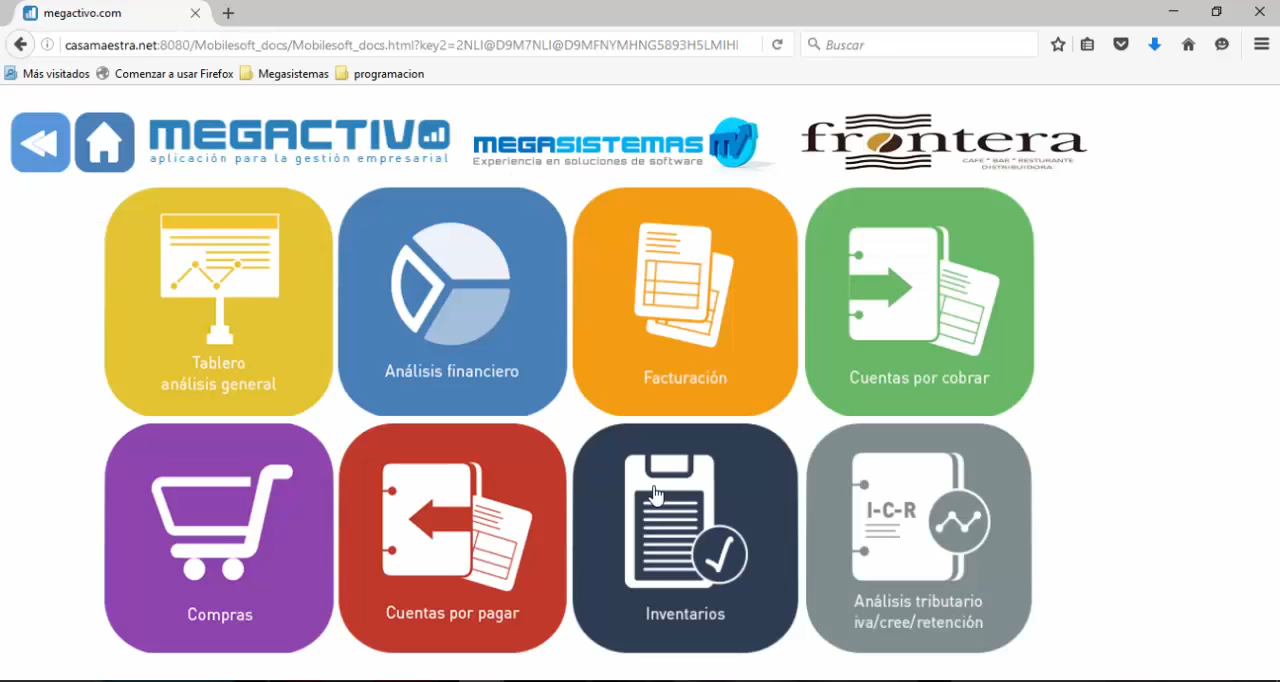 megactivo.com
casamaestra.net:8080/Mobilesoft_docs/Mobilesoft_docs.html?key2=2NLI@D9M7NLI@D9MFNYMHNG5893H5LMIHI
Buscar
Más visitados
Comenzar a usar Firefox
Megasistemas
programacion
MEGACTIVO
aplicación para la gestión empresarial
MEGASISTEMAS
Experiencia en soluciones de software
frontera
CAFE * BAR * RESTURANTE
DISTRIBUIDORA
Tablero
análisis general
Análisis financiero
Facturación
Cuentas por cobrar
Compras
Cuentas por pagar
Inventarios
I-C-R
Análisis tributario
iva/cree/retención